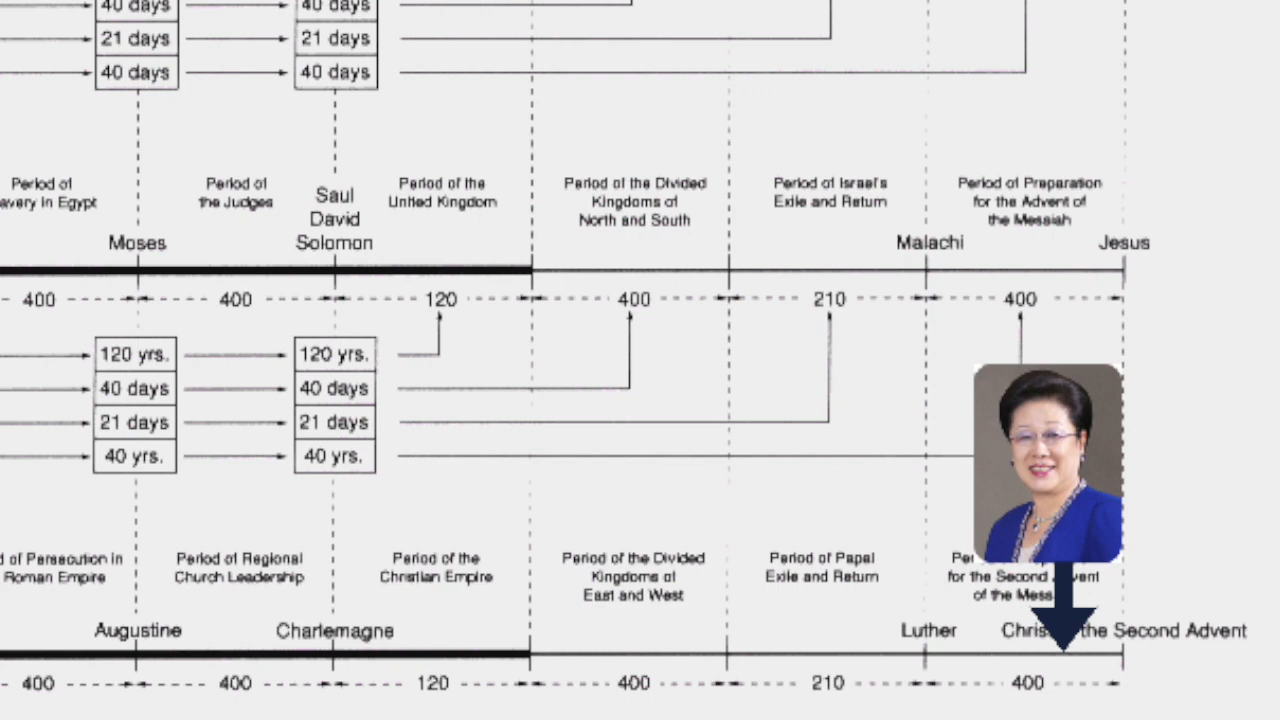 40 days 40 days
21 days 21 days
40 days 40 days
Period of Period of Saul Period of the Period of the Divided Period of Israel's Period of Preparation
avery in Egypt the Judges David United Kingdom Kingdoms of Exile and Return for the Advent of
North and South the Messiah
Moses Solomon Malachi Jesus
400 400 120 400 210 400
120 yrs. 120 yrs.
40 days 40 days
21 days 21 days
40 yrs. 40 yrs.
d of Persecution in Period of Regional Period of the Period of the Divided Period of Papal
Roman Empire Church Leadership Christian Empire Kingdoms of Exile and Return for the Second
East and West of the
Augustine Charlemagne Luther the Second Advent
400 400 120 400 210 400